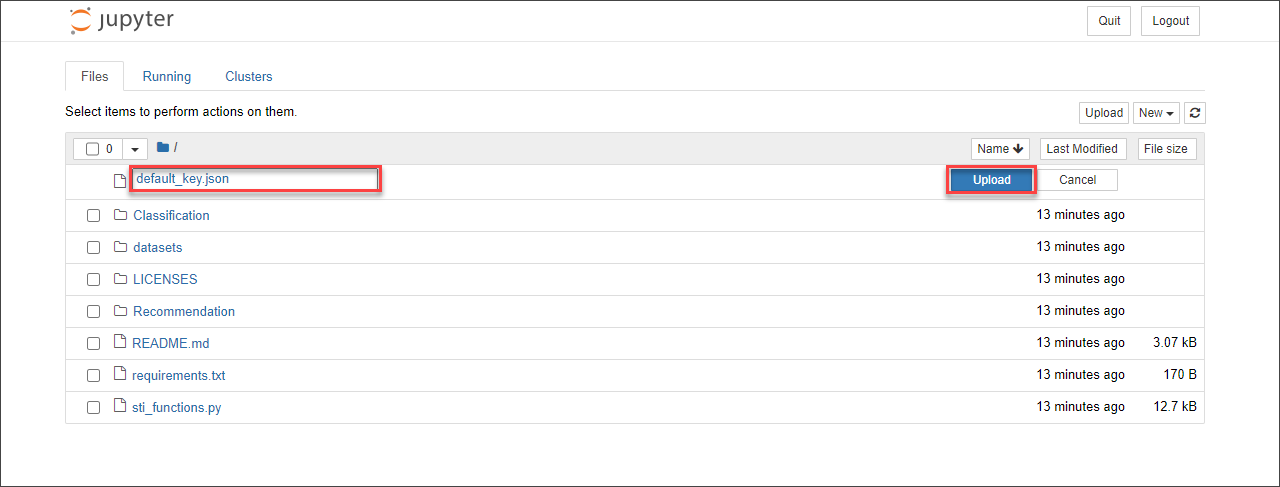 jupyter Quit Logout
Files Running Clusters
Select items to perform actions on them. Upload New
0 / Name Last Modified File size
default_key.json Upload Cancel
Classification 13 minutes ago
datasets 13 minutes ago
LICENSES 13 minutes ago
Recommendation 13 minutes ago
README.md 13 minutes ago 3.07 kB
requirements.txt 13 minutes ago 170 B
sti_functions.py 13 minutes ago 12.7 kB